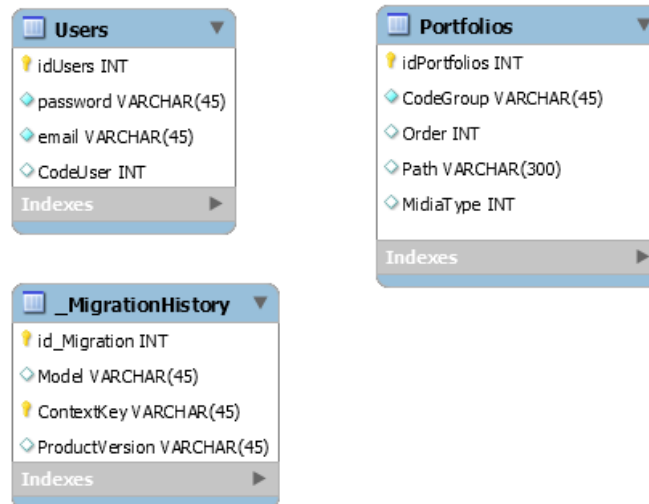 Users
idUsers INT
password VARCHAR(45)
email VARCHAR(45)
CodeUser INT
Indexes
Portfolios
idPortfolios INT
CodeGroup VARCHAR(45)
Order INT
Path VARCHAR(300)
MidiaType INT
Indexes
_MigrationHistory
id_Migration INT
Model VARCHAR(45)
ContextKey VARCHAR(45)
ProductVersion VARCHAR(45)
Indexes